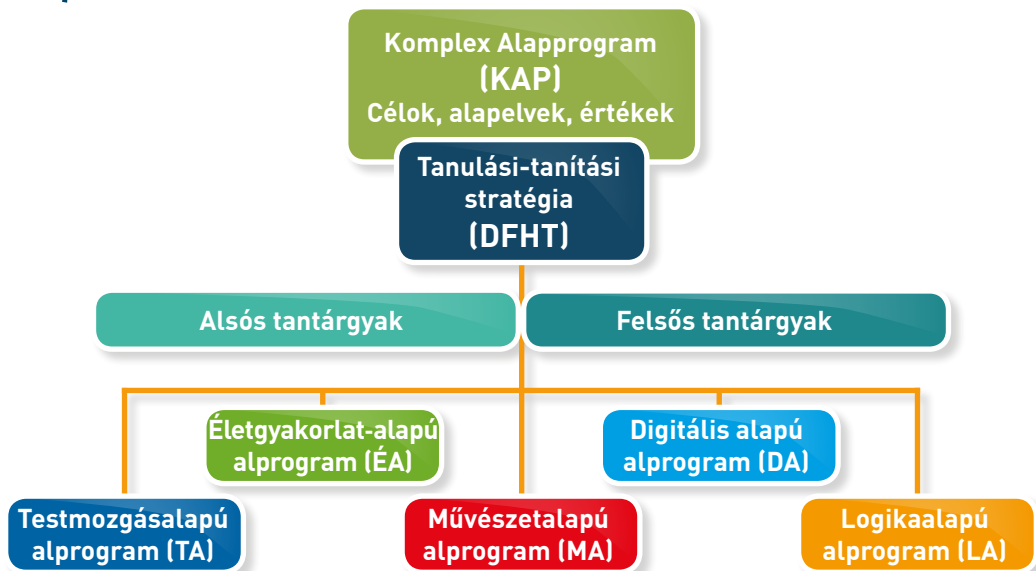 Komplex Alapprogram
(KAP)
Célok, alapelvek, értékek
Tanulási-tanítási
stratégia
(DFHT)
Alsós tantárgyak
Felsős tantárgyak
Életgyakorlat-alapú
alprogram (ÉA)
Digitális alapú
alprogram (DA)
Testmozgásalapú
alprogram (TA)
Művészetalapú
alprogram (MA)
Logikaalapú
alprogram (LA)